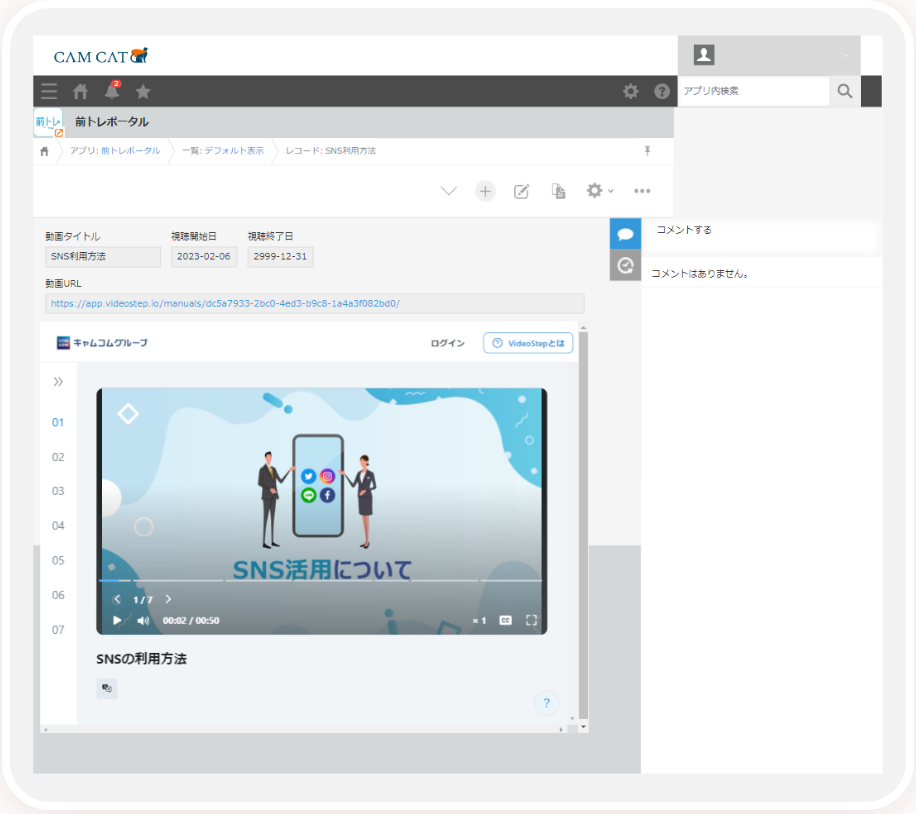 CAM CAT
2
アプリ内検索
前トレ
前トレポータル
アプリ: 前トレポータル
一覧: デフォルト表示
レコード: SNS利用方法
動画タイトル
視聴開始日
視聴終了日
SNS利用方法
2023-02-06
2999-12-31
動画URL
https://app.videostep.io/manuals/dc5a7933-2bc0-4ed3-b9c8-1a4a3f082bd0/
コメントする
コメントはありません。
キャムコムグループ
ログイン
? VideoStepとは
01
02
03
04
05
06
07
SNS活用について
1/7
00:02 / 00:50
× 1
CC
SNSの利用方法
?